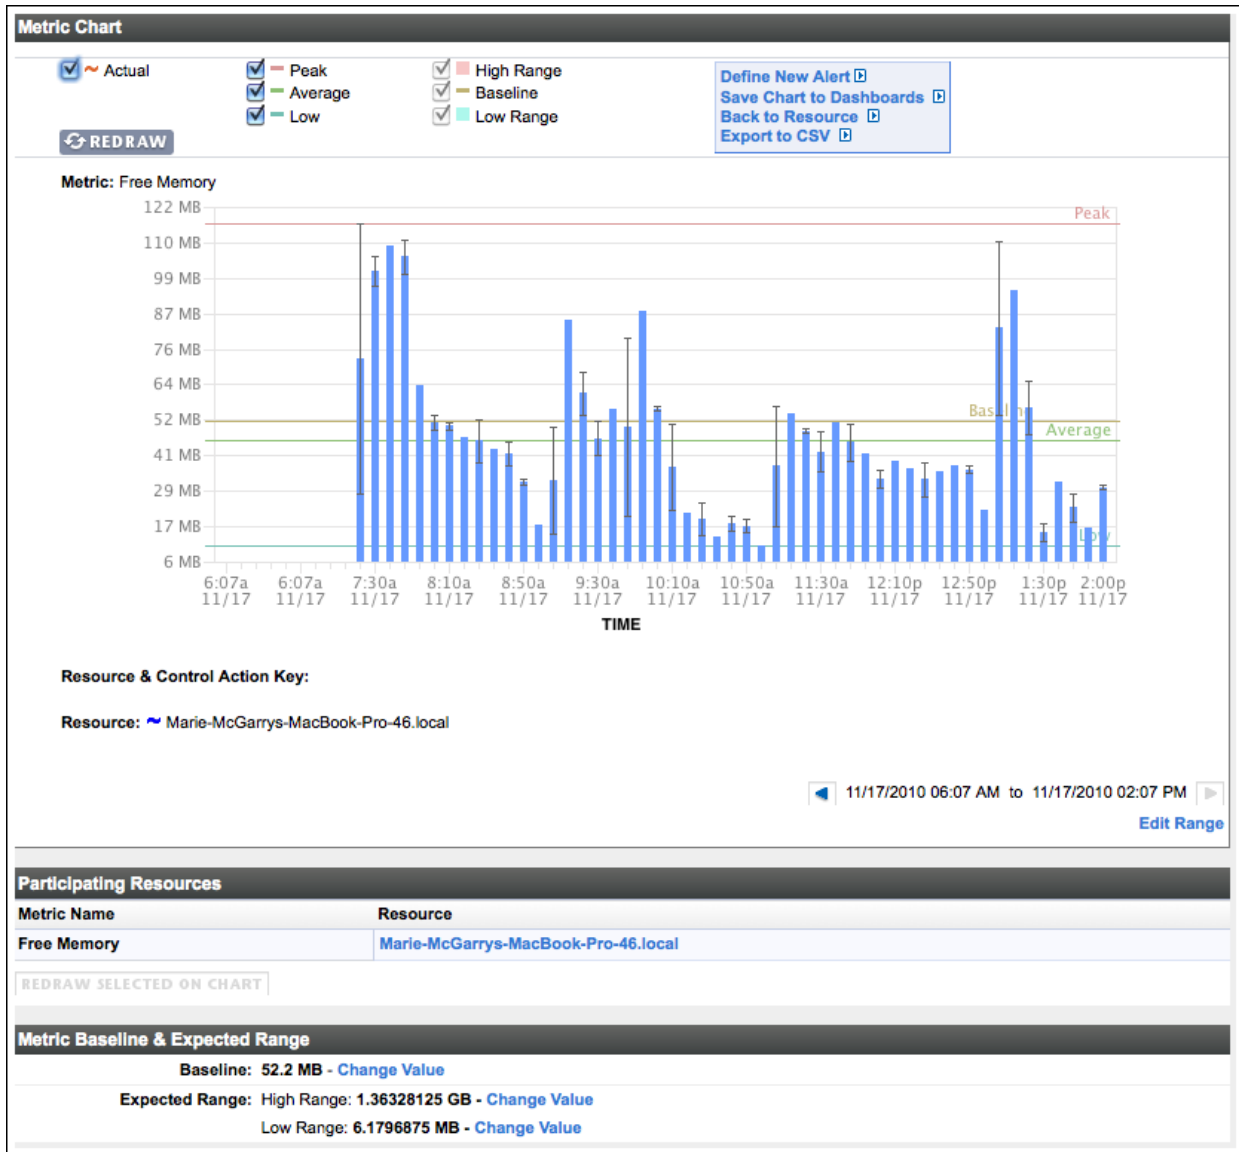 Metric Chart
Actual
Peak
High Range
Average
Baseline
Low
Low Range
Define New Alert
Save Chart to Dashboards
Back to Resource
Export to CSV
REDRAW
Metric: Free Memory
122 MB
Peak
110 MB
99 MB
87 MB
76 MB
64 MB
Baseline
52 MB
Average
41 MB
29 MB
17 MB
Low
6 MB
6:07a 6:07a 7:30a 8:10a 8:50a 9:30a 10:10a 10:50a 11:30a 12:10p 12:50p 1:30p 2:00p
11/17 11/17 11/17 11/17 11/17 11/17 11/17 11/17 11/17 11/17 11/17 11/17 11/17
TIME
Resource & Control Action Key:
Resource: Marie-McGarrys-MacBook-Pro-46.local
11/17/2010 06:07 AM to 11/17/2010 02:07 PM
Edit Range
Participating Resources
Metric Name Resource
Free Memory Marie-McGarrys-MacBook-Pro-46.local
REDRAW SELECTED ON CHART
Metric Baseline & Expected Range
Baseline: 52.2 MB - Change Value
Expected Range: High Range: 1.36328125 GB - Change Value
Low Range: 6.1796875 MB - Change Value